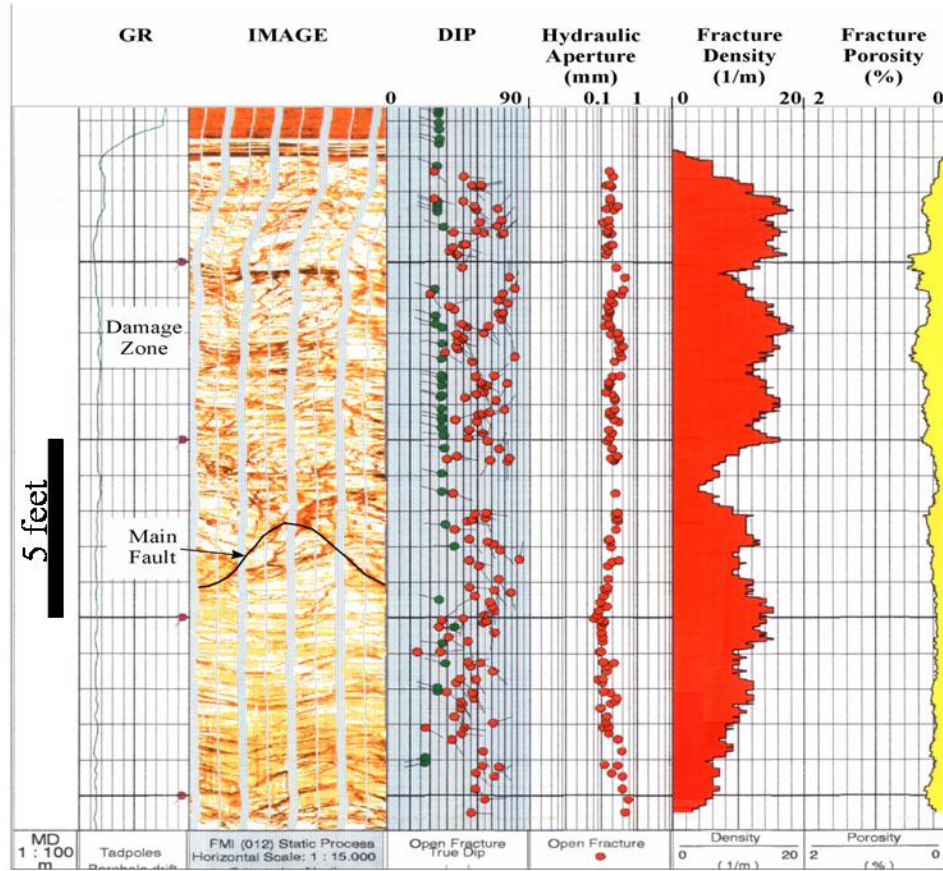 GR
IMAGE
DIP
Hydraulic
Aperture
(mm)
Fracture
Density
(1/m)
Fracture
Porosity
(%)
0 90
0.1 1
0 20
2 0
Damage
Zone
5 feet
Main
Fault
MD
1 : 100
m
Tadpoles
FMI (012) Static Process
Horizontal Scale: 1 : 15.000
Open Fracture
True Dip
Open Fracture
Density
0 20
(1/m)
Porosity
2 0
(%)